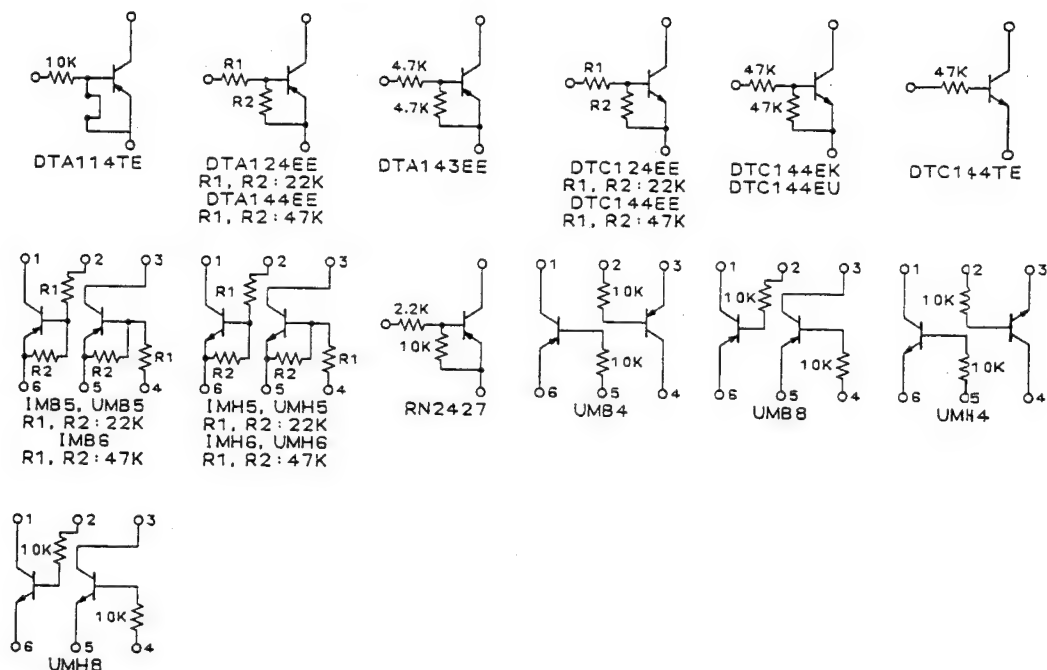 10K
DTA114TE
R1
R2
DTA124EE
R1, R2:22K
DTA144EE
R1, R2:47K
4.7K
4.7K
DTA143EE
R1
R2
DTC124EE
R1, R2:22K
DTC144EE
R1, R2:47K
47K
47K
DTC144EK
DTC144EU
47K
DTC144TE
1 2 3
R1
R1
R2 R2
6 5 4
IMB5, UMB5
R1, R2:22K
IMB6
R1, R2:47K
1 2 3
R1
R1
R2 R2
6 5 4
IMH5, UMH5
R1, R2:22K
IMH6, UMH6
R1, R2:47K
2.2K
10K
RN2427
1 2 3
10K
10K
6 5 4
UMB4
1 2 3
10K
10K
6 5 4
UMB8
1 2 3
10K
10K
6 5 4
UMH4
1 2 3
10K
10K
6 5 4
UMH8